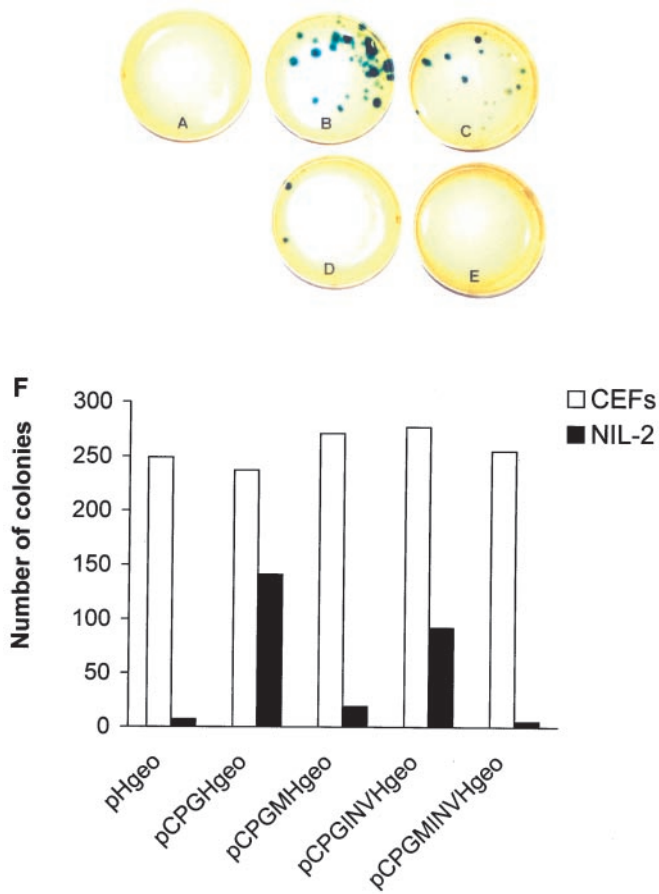 A
B
C
D
E
F
Number of colonies
300
250
200
150
100
50
0
CEFs
NIL-2
pHgeo
pCPGHgeo
pCPGMHgeo
pCPGINVHgeo
pCPGMINVHgeo